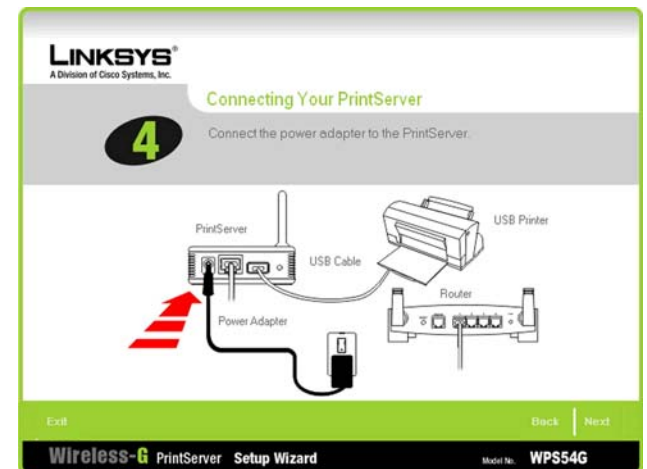 LINKSYS®
A Division of Cisco Systems, Inc.
Connecting Your PrintServer
4
Connect the power adapter to the PrintServer.
USB Printer
PrintServer
USB Cable
Router
Power Adapter
Exit
Back
Next
Wireless-G PrintServer Setup Wizard
Model No. WPS54G